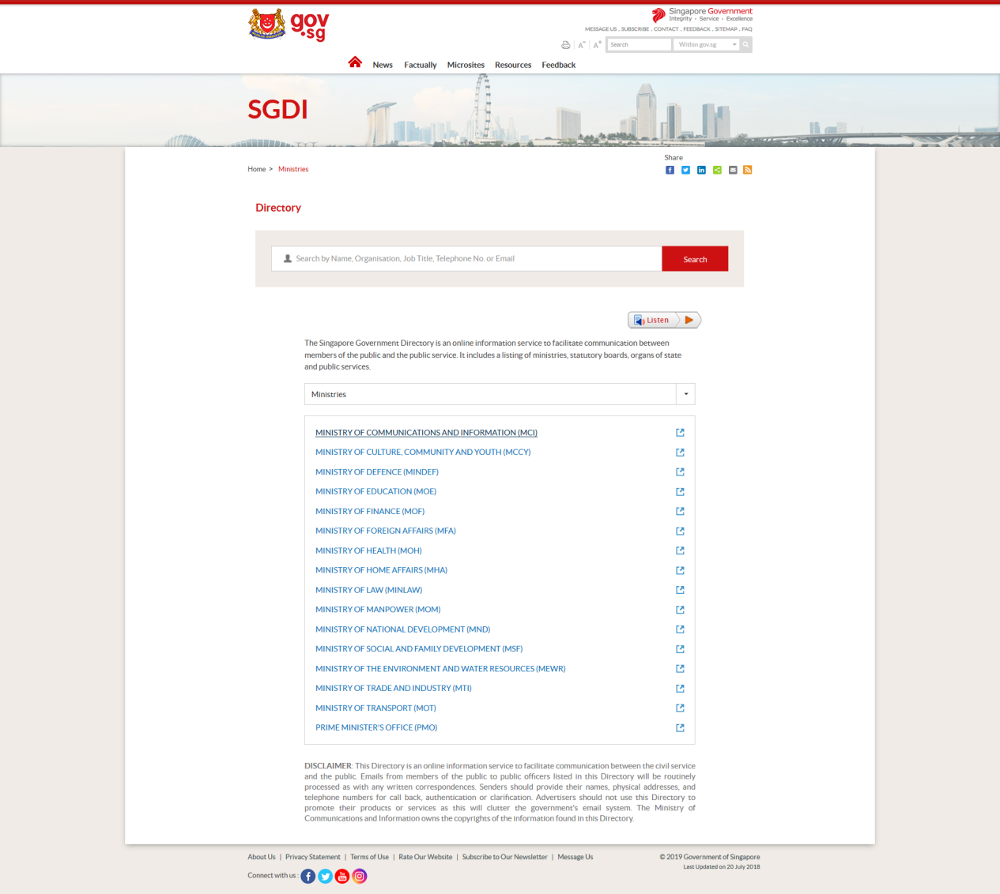 gov
.sg
Singapore Government
Integrity · Service · Excellence
MESSAGE US . SUBSCRIBE . CONTACT . FEEDBACK . SITEMAP . FAQ
A- A+ Search Within gov.sg
News Factually Microsites Resources Feedback
SGDI
Share
Home > Ministries
Directory
Search by Name, Organisation, Job Title, Telephone No. or Email Search
Listen
The Singapore Government Directory is an online information service to facilitate communication between
members of the public and the public service. It includes a listing of ministries, statutory boards, organs of state
and public services.
Ministries
MINISTRY OF COMMUNICATIONS AND INFORMATION (MCI)
MINISTRY OF CULTURE, COMMUNITY AND YOUTH (MCCY)
MINISTRY OF DEFENCE (MINDEF)
MINISTRY OF EDUCATION (MOE)
MINISTRY OF FINANCE (MOF)
MINISTRY OF FOREIGN AFFAIRS (MFA)
MINISTRY OF HEALTH (MOH)
MINISTRY OF HOME AFFAIRS (MHA)
MINISTRY OF LAW (MINLAW)
MINISTRY OF MANPOWER (MOM)
MINISTRY OF NATIONAL DEVELOPMENT (MND)
MINISTRY OF SOCIAL AND FAMILY DEVELOPMENT (MSF)
MINISTRY OF THE ENVIRONMENT AND WATER RESOURCES (MEWR)
MINISTRY OF TRADE AND INDUSTRY (MTI)
MINISTRY OF TRANSPORT (MOT)
PRIME MINISTER'S OFFICE (PMO)
DISCLAIMER: This Directory is an online information service to facilitate communication between the civil service
and the public. Emails from members of the public to public officers listed in this Directory will be routinely
processed as with any written correspondences. Senders should provide their names, physical addresses, and
telephone numbers for call back, authentication or clarification. Advertisers should not use this Directory to
promote their products or services as this will clutter the government's email system. The Ministry of
Communications and Information owns the copyrights of the information found in this Directory.
About Us | Privacy Statement | Terms of Use | Rate Our Website | Subscribe to Our Newsletter | Message Us
© 2019 Government of Singapore
Last Updated on 20 July 2018
Connect with us :